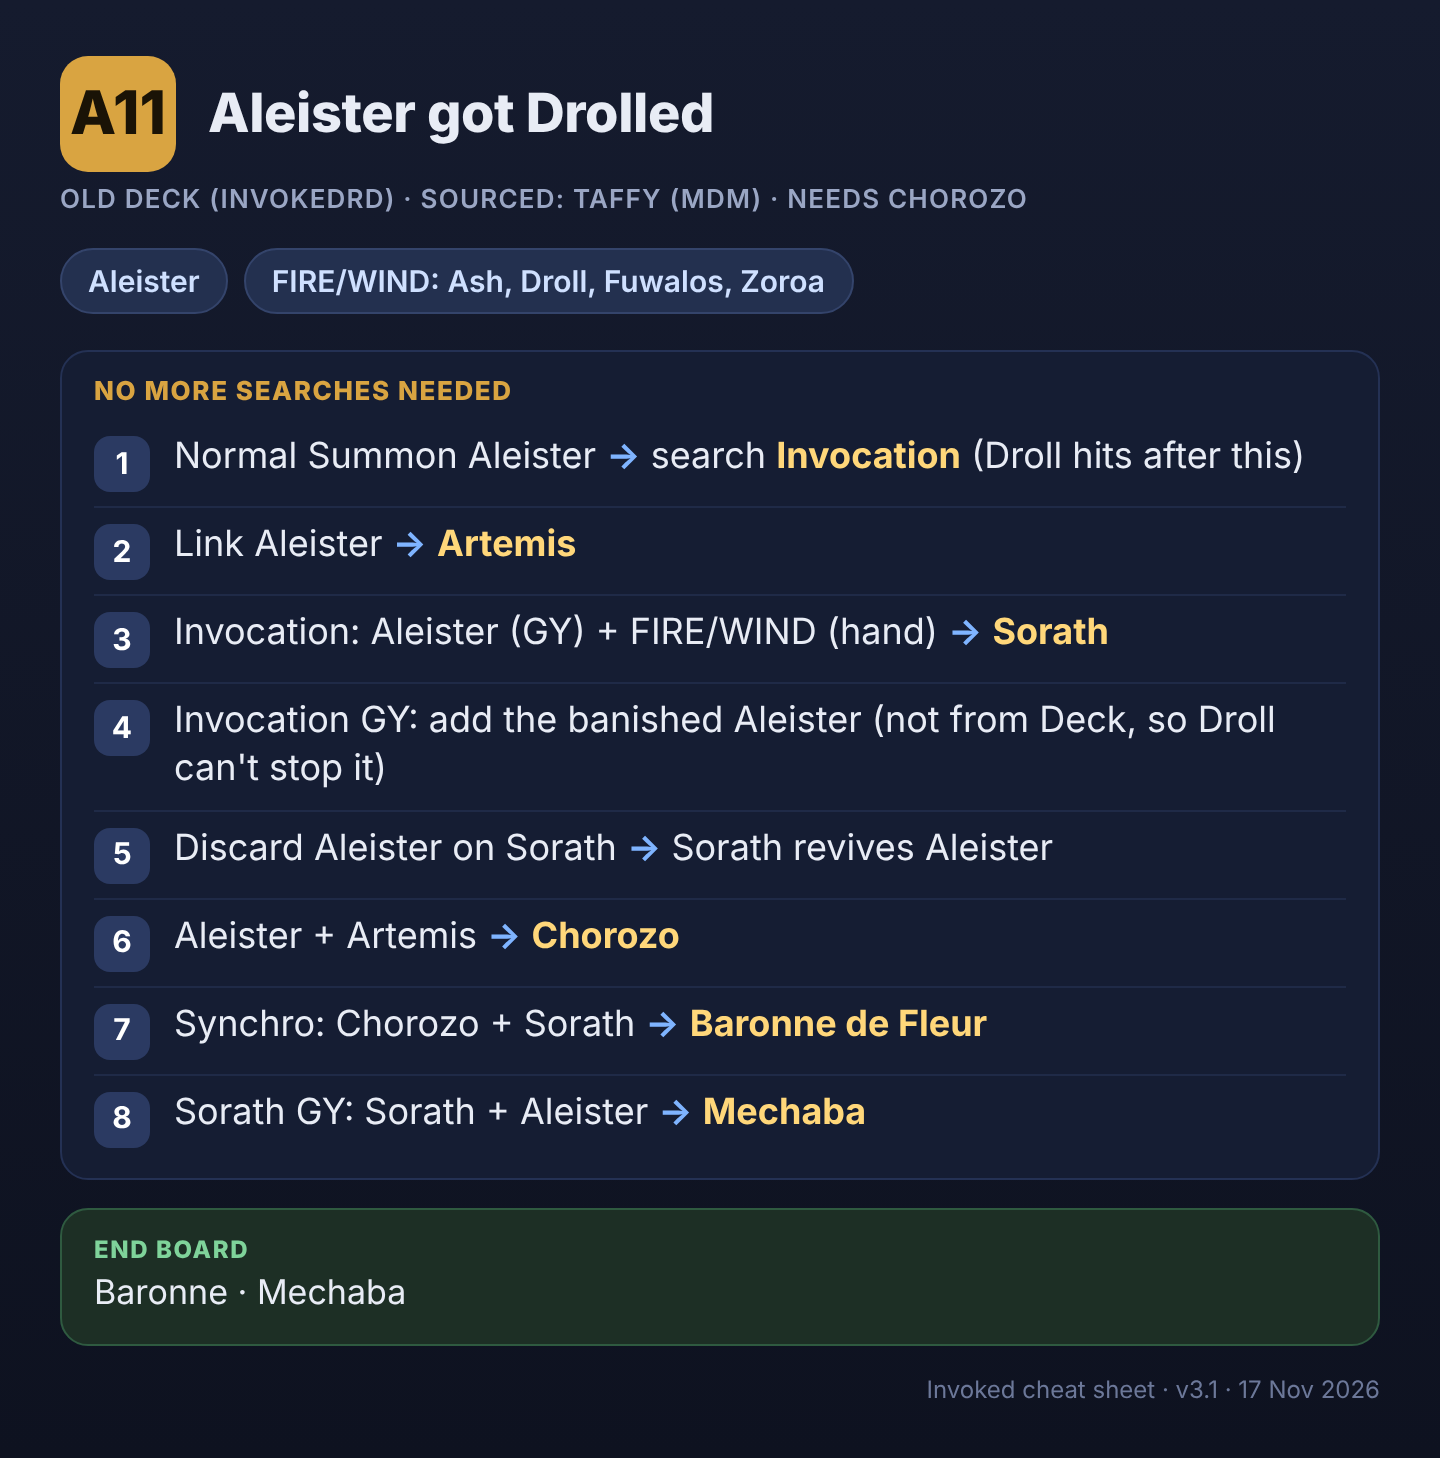 A11 Aleister got Drolled
OLD DECK (INVOKEDRD) · SOURCED: TAFFY (MDM) · NEEDS CHOROZO
Aleister
FIRE/WIND: Ash, Droll, Fuwalos, Zoroa
NO MORE SEARCHES NEEDED
1 Normal Summon Aleister → search Invocation (Droll hits after this)
2 Link Aleister → Artemis
3 Invocation: Aleister (GY) + FIRE/WIND (hand) → Sorath
4 Invocation GY: add the banished Aleister (not from Deck, so Droll
can't stop it)
5 Discard Aleister on Sorath → Sorath revives Aleister
6 Aleister + Artemis → Chorozo
7 Synchro: Chorozo + Sorath → Baronne de Fleur
8 Sorath GY: Sorath + Aleister → Mechaba
END BOARD
Baronne · Mechaba
Invoked cheat sheet · v3.1 · 17 Nov 2026